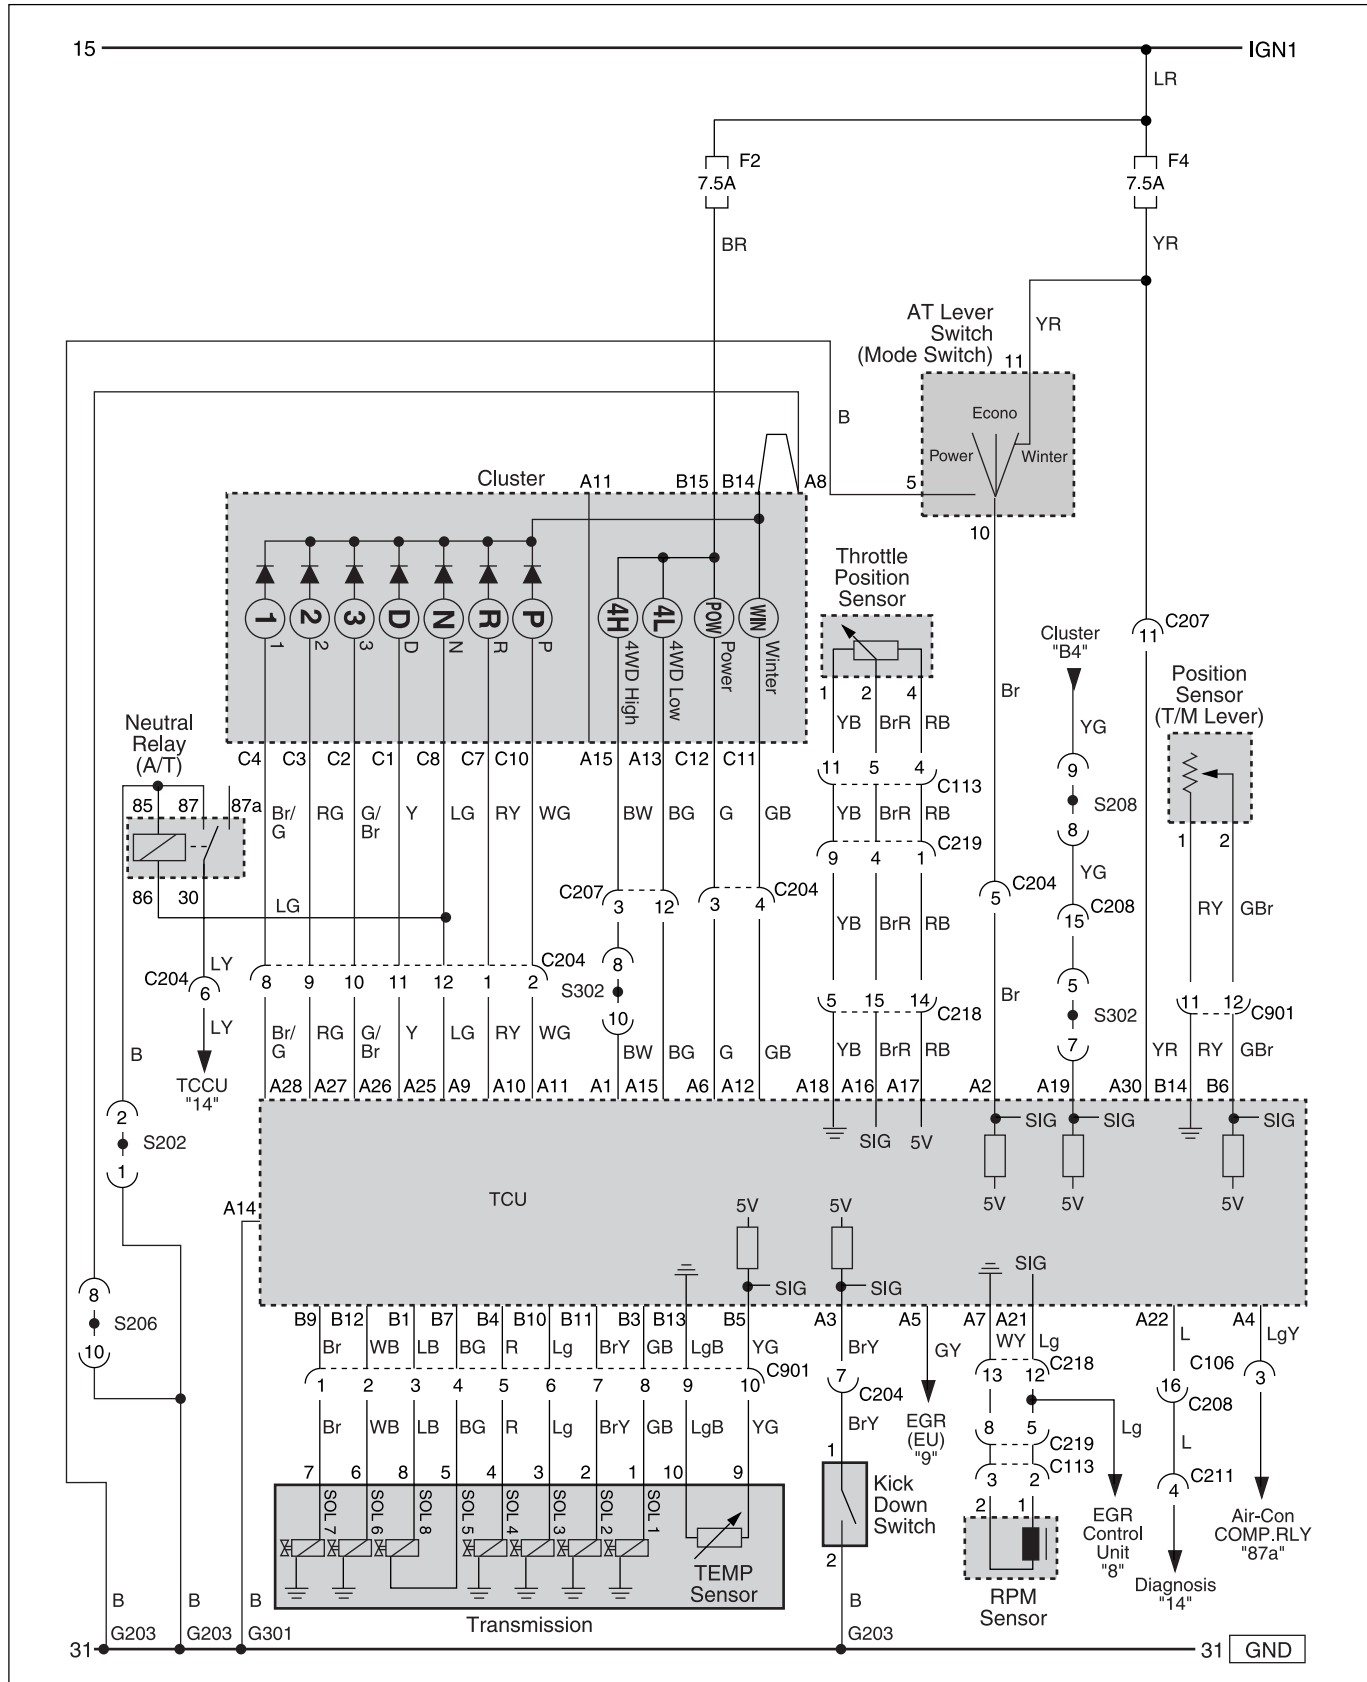 15 IGN1
LR
F2 F4
7.5A 7.5A
BR YR
AT Lever
Switch
(Mode Switch)
YR
11
B
Econo
Power Winter
5
10
Cluster A11 B15 B14 A8
1 2 3 D N R P 4H 4L POW WIN
1 2 3 D N R P 4WD High 4WD Low Power Winter
Throttle
Position
Sensor
1 2 4
YB BrR RB
11 5 4
C113
YB BrR RB
C219
9 4 1
YB BrR RB
5 15 14
C218
YB BrR RB
Br
C204
5
Br
Cluster
"B4"
YG
9
S208
8
YG
C208
15
5
S302
7
C207
11
YR
Position
Sensor
(T/M Lever)
1 2
RY GBr
11 12
C901
RY GBr
Neutral
Relay
(A/T)
85 87 87a
86 30
LG
C4 C3 C2 C1 C8 C7 C10 A15 A13 C12 C11
Br/
G
RG G/
Br
Y LG RY WG BW BG G GB
C207 C204
3 12 3 4
LY
C204
6
LY
TCCU
"14"
C204
8 9 10 11 12 1 2
8
S302
10
Br/
G
RG G/
Br
Y LG RY WG BW BG G GB
A28 A27 A26 A25 A9 A10 A11 A1 A15 A6 A12 A18 A16 A17 A2 A19 A30 B14 B6
B
2
S202
1
SIG 5V
SIG SIG SIG
5V 5V 5V
TCU
A14
5V 5V
SIG SIG SIG
8
S206
10
B9 B12 B1 B7 B4 B10 B11 B3 B13 B5 A3 A5 A7 A21 A22 A4
Br WB LB BG R Lg BrY GB LgB YG
C901
1 2 3 4 5 6 7 8 9 10
Br WB LB BG R Lg BrY GB LgB YG
7 6 8 5 4 3 2 1 10 9
SOL 7 SOL 6 SOL 8 SOL 5 SOL 4 SOL 3 SOL 2 SOL 1
TEMP
Sensor
Transmission
BrY
7
C204
BrY
1
Kick
Down
Switch
2
B
GY
EGR
(EU)
"9"
WY Lg
C218
13 12
8 5
C219
C113
3 2
2 1
RPM
Sensor
Lg
EGR
Control
Unit
"8"
L
C106
16
C208
L
C211
4
Diagnosis
"14"
LgY
3
Air-Con
COMP.RLY
"87a"
B B B
G203 G203 G301 G203
31 31 GND